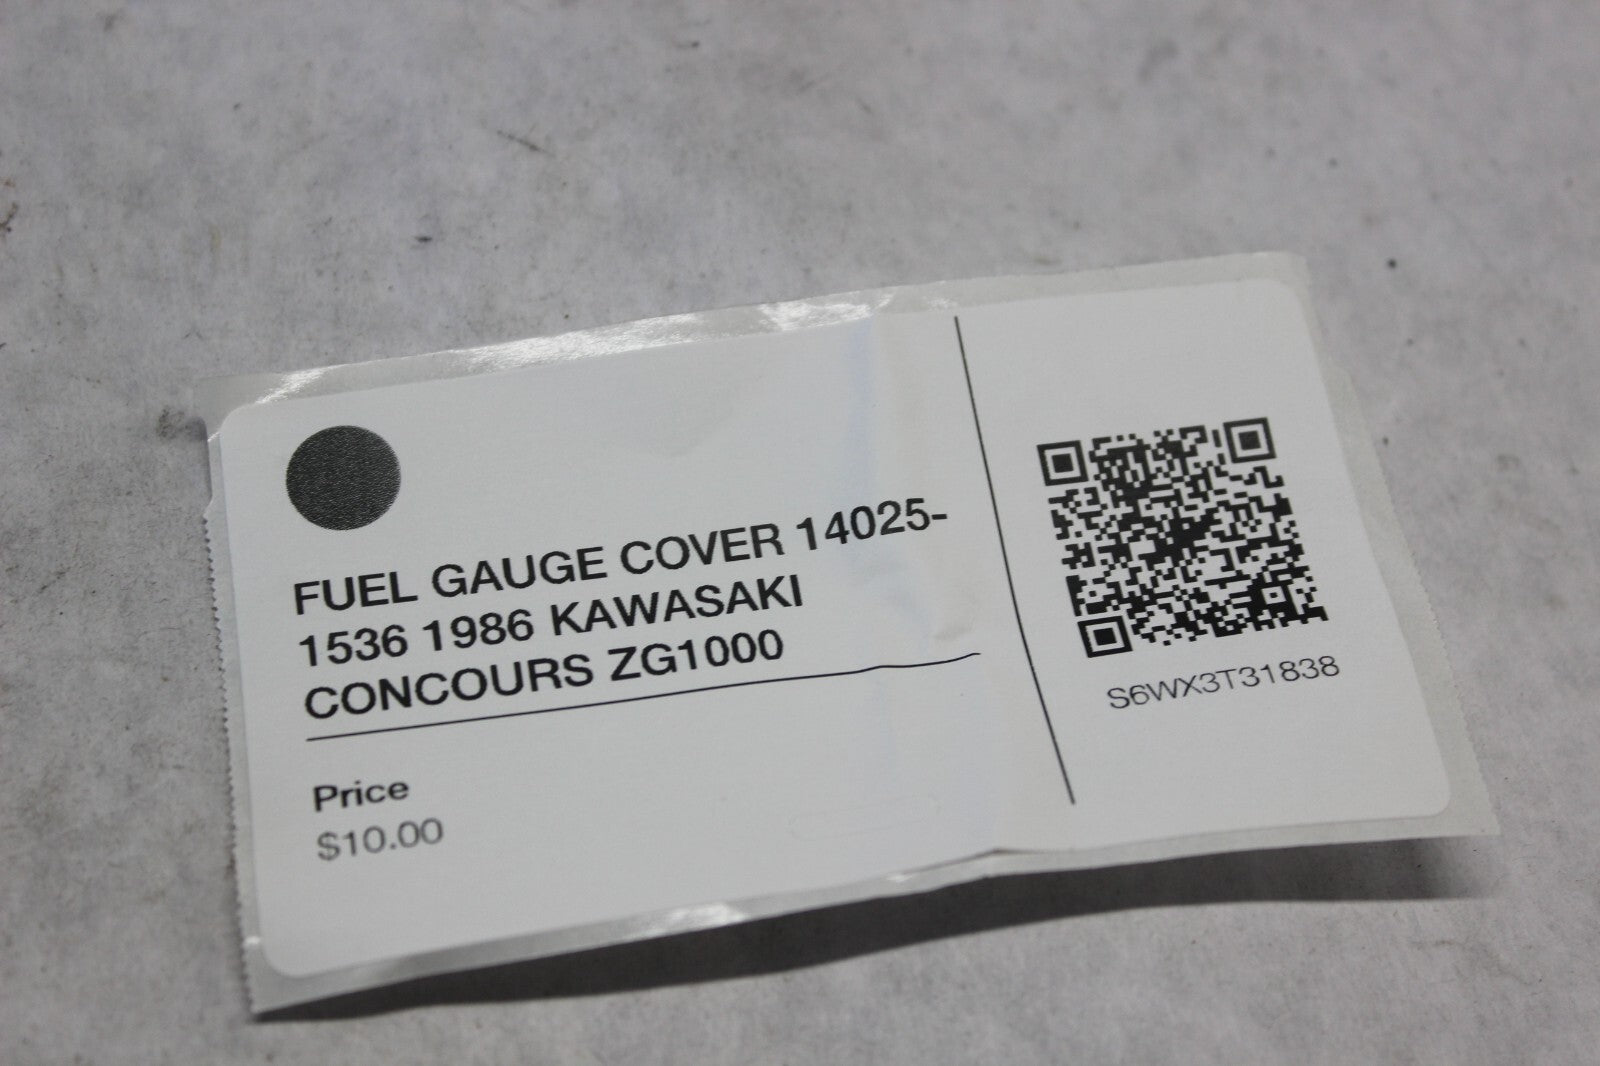 FUEL GAUGE COVER 14025-
1536 1986 KAWASAKI
CONCOURS ZG1000
Price
$10.00
S6WX3T31838